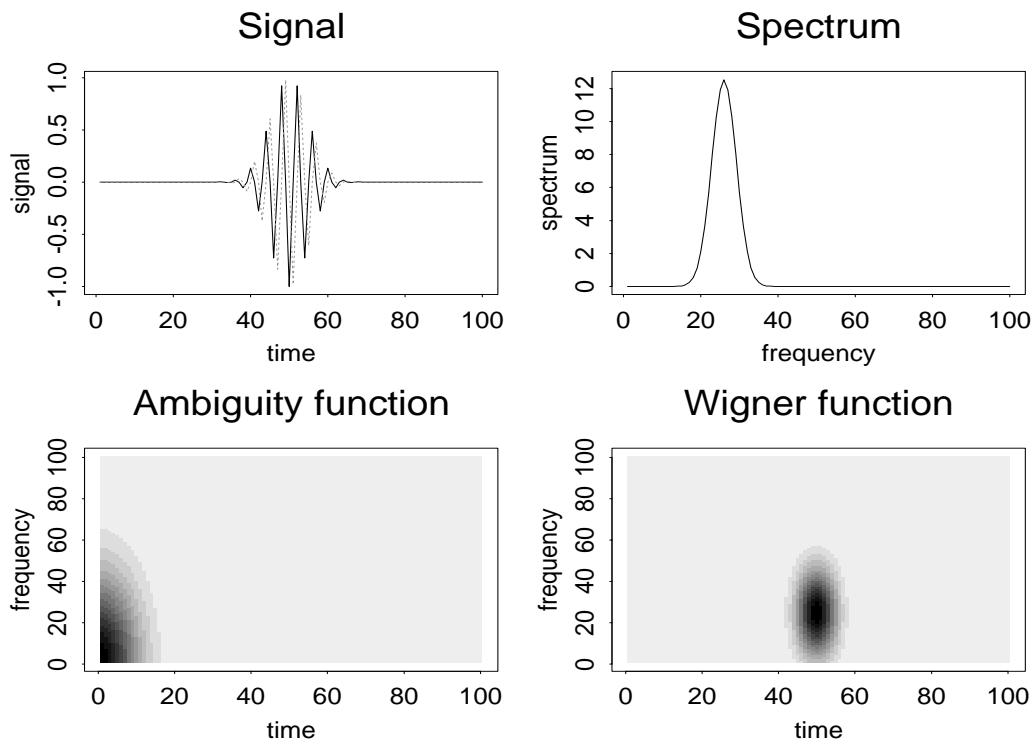 Signal
signal
1.0
0.5
0.0
-0.5
-1.0
0 20 40 60 80 100
time
Spectrum
spectrum
12
10
8
6
4
2
0
0 20 40 60 80 100
frequency
Ambiguity function
frequency
100
80
60
40
20
0
0 20 40 60 80 100
time
Wigner function
frequency
100
80
60
40
20
0
0 20 40 60 80 100
time